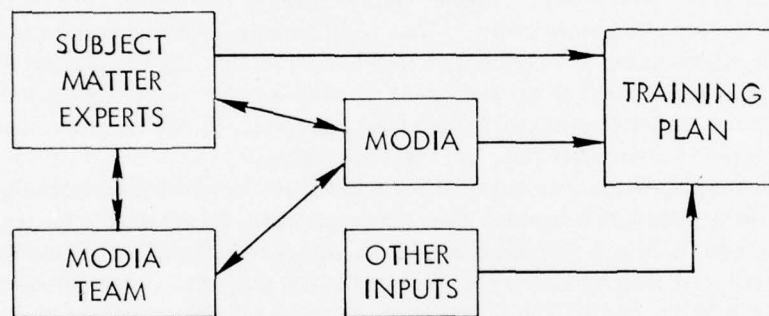 SUBJECT
MATTER
EXPERTS
TRAINING
PLAN
MODIA
MODIA
TEAM
OTHER
INPUTS